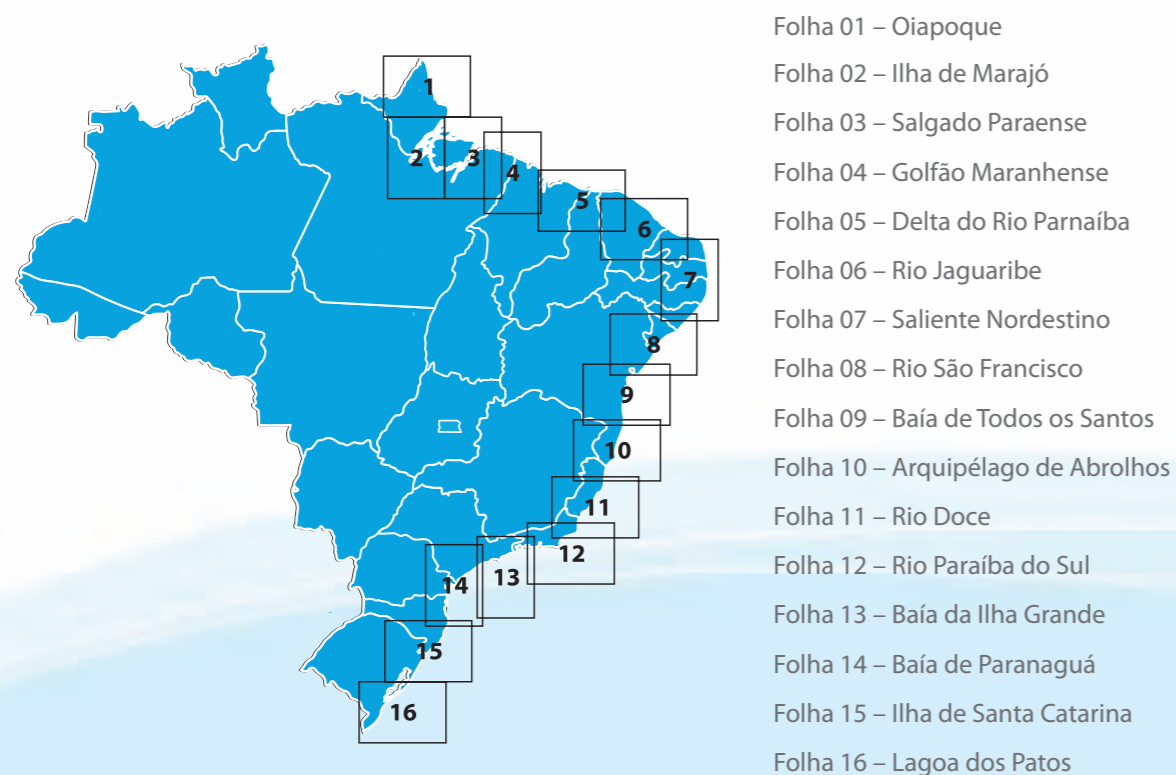 Folha 01 – Oiapoque
Folha 02 – Ilha de Marajó
Folha 03 – Salgado Paraense
Folha 04 – Golfão Maranhense
Folha 05 – Delta do Rio Parnaíba
Folha 06 – Rio Jaguaribe
Folha 07 – Saliente Nordestino
Folha 08 – Rio São Francisco
Folha 09 – Baía de Todos os Santos
Folha 10 – Arquipélago de Abrolhos
Folha 11 – Rio Doce
Folha 12 – Rio Paraíba do Sul
Folha 13 – Baía da Ilha Grande
Folha 14 – Baía de Paranaguá
Folha 15 – Ilha de Santa Catarina
Folha 16 – Lagoa dos Patos
1
2
3
4
5
6
7
8
9
10
11
12
13
14
15
16